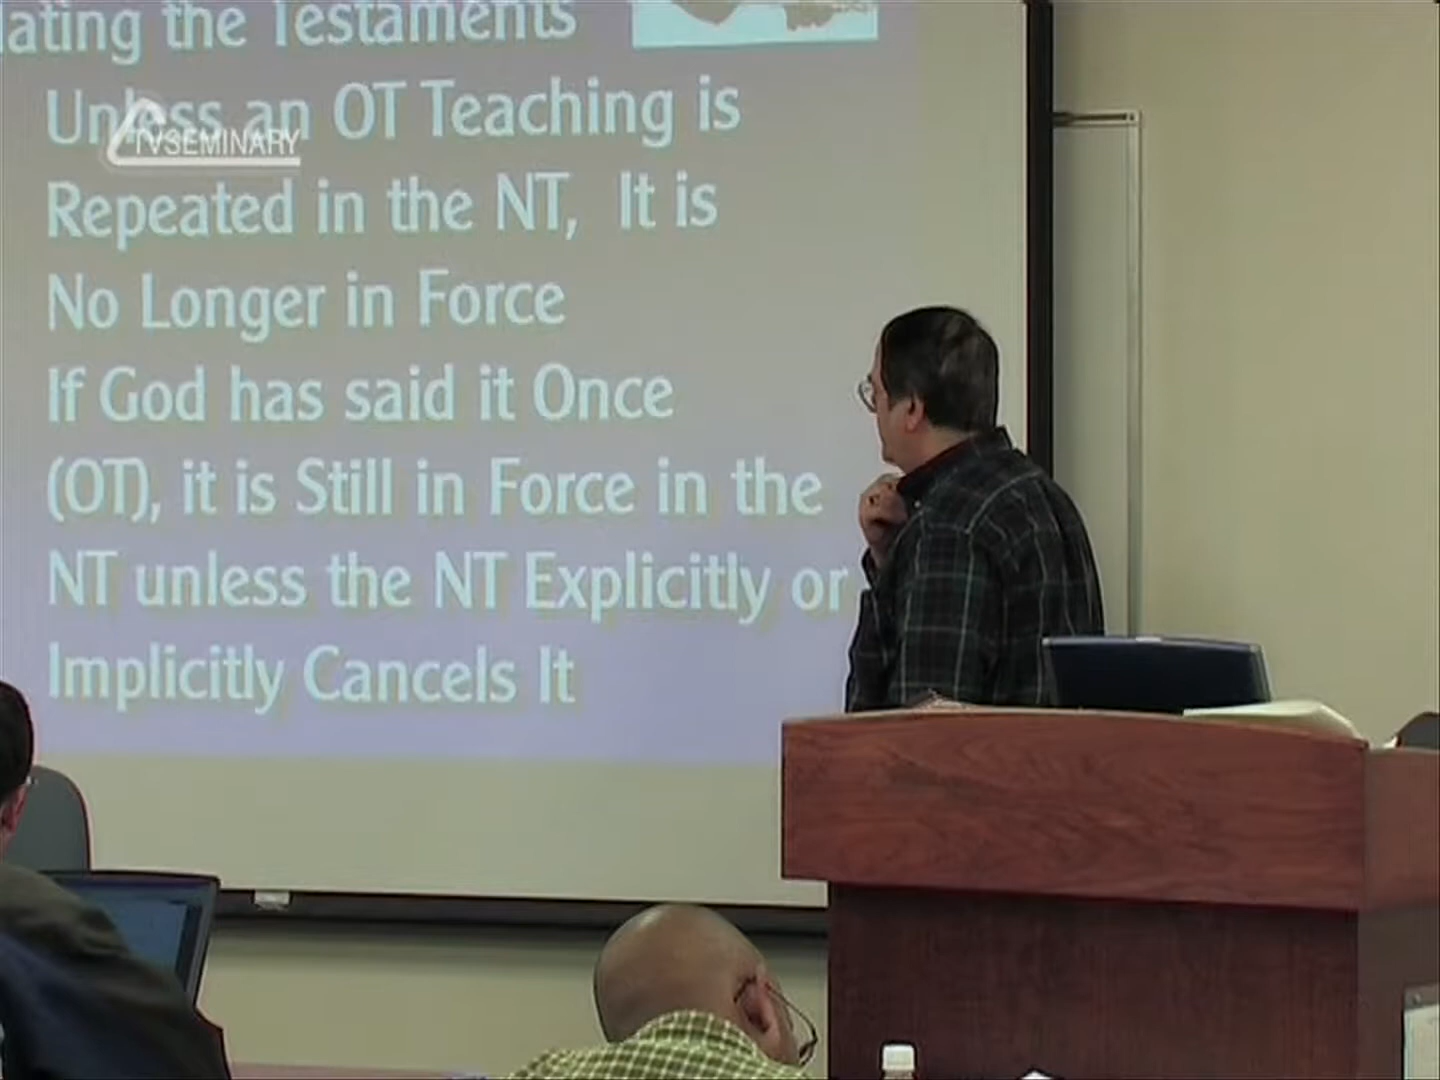 ating the Testaments
Unless an OT Teaching is
TVSEMINARY
Repeated in the NT, It is
No Longer in Force
If God has said it Once
(OT), it is Still in Force in the
NT unless the NT Explicitly or
Implicitly Cancels It